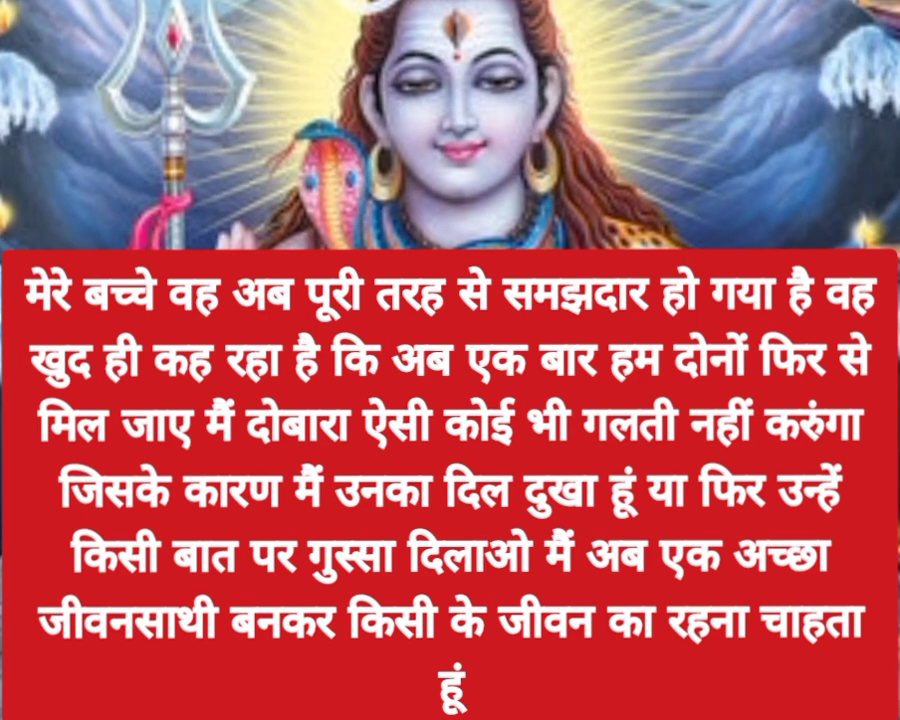 मेरे बच्चे वह अब पूरी तरह से समझदार हो गया है वह
खुद ही कह रहा है कि अब एक बार हम दोनों फिर से
मिल जाए मैं दोबारा ऐसी कोई भी गलती नहीं करुंगा
जिसके कारण मैं उनका दिल दुखा हूं या फिर उन्हें
किसी बात पर गुस्सा दिलाओ मैं अब एक अच्छा
जीवनसाथी बनकर किसी के जीवन का रहना चाहता
हूं